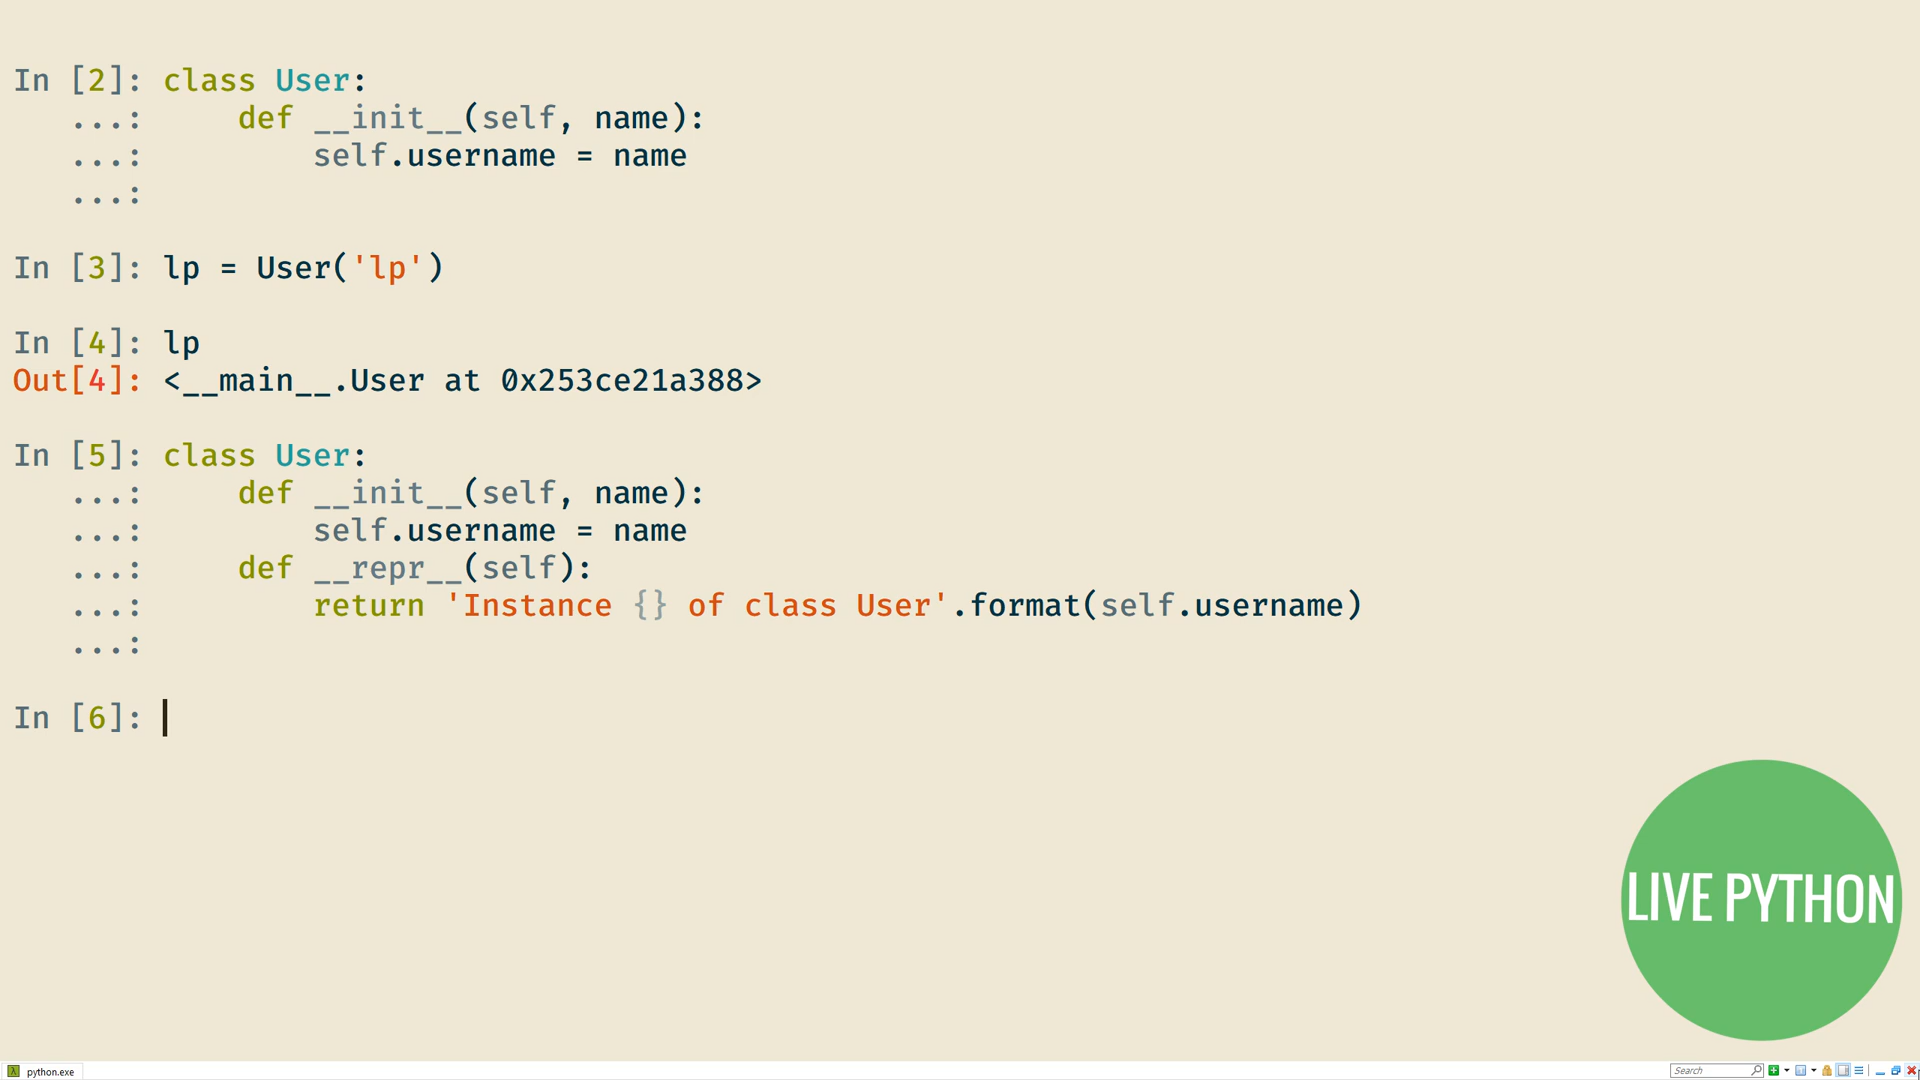 In [2]: class User:
   ...:     def __init__(self, name):
   ...:         self.username = name
   ...:
In [3]: lp = User('lp')
In [4]: lp
Out[4]: <__main__.User at 0x253ce21a388>
In [5]: class User:
   ...:     def __init__(self, name):
   ...:         self.username = name
   ...:     def __repr__(self):
   ...:         return 'Instance {} of class User'.format(self.username)
   ...:
In [6]:
LIVE PYTHON
python.exe
Search